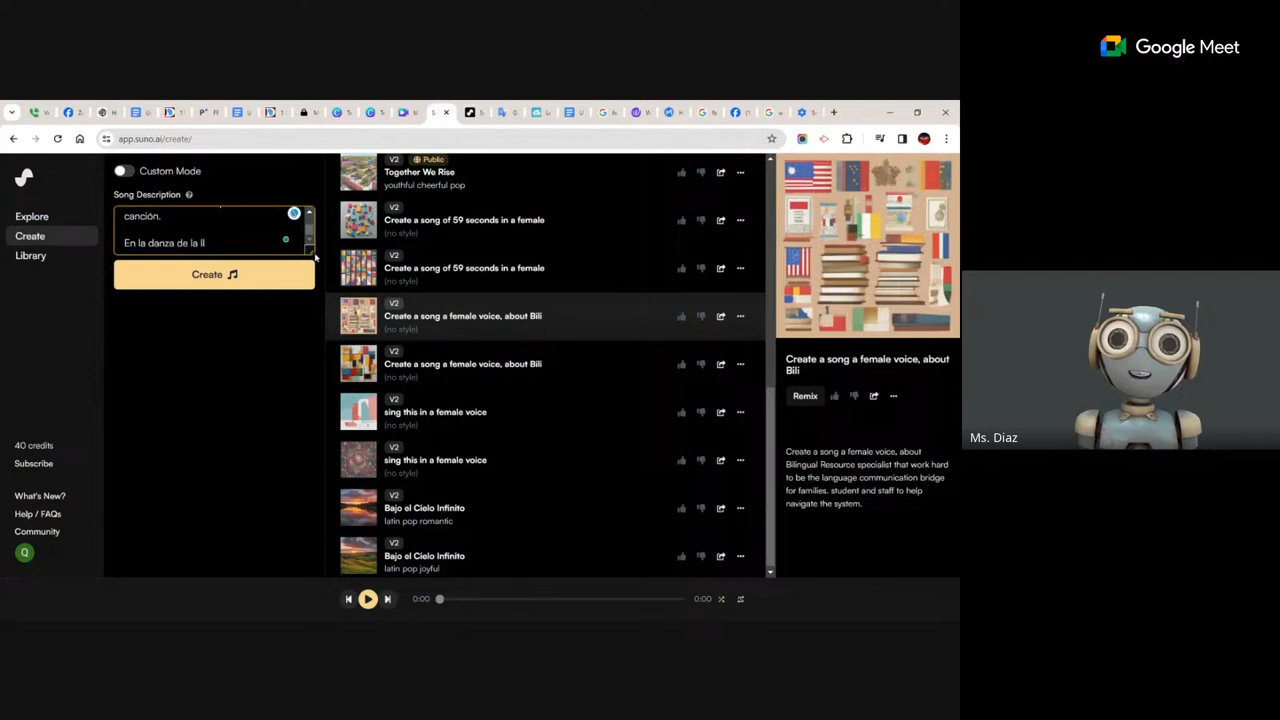 Google Meet
app.suno.ai/create/
Custom Mode
Song Description
canción.
En la danza de la ll
Create
Explore
Create
Library
40 credits
Subscribe
What's New?
Help / FAQs
Community
Q
V2 Public
Together We Rise
youthful cheerful pop
V2
Create a song of 59 seconds in a female
(no style)
V2
Create a song of 59 seconds in a female
(no style)
V2
Create a song a female voice, about Bili
(no style)
V2
Create a song a female voice, about Bili
(no style)
V2
sing this in a female voice
(no style)
V2
sing this in a female voice
(no style)
V2
Bajo el Cielo Infinito
latin pop romantic
V2
Bajo el Cielo Infinito
latin pop joyful
Create a song a female voice, about
Bili
Remix
Create a song a female voice, about
Bilingual Resource specialist that work hard
to be the language communication bridge
for families. student and staff to help
navigate the system.
0:00
0:00
Ms. Diaz